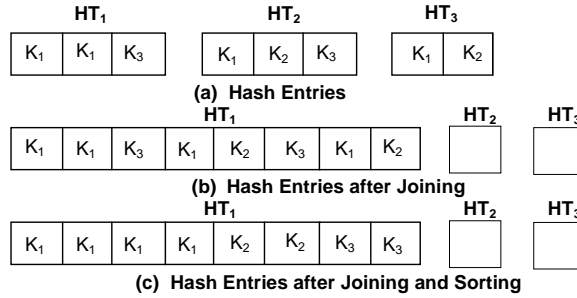 HT₁ HT₂ HT₃
K₁ K₁ K₃ K₁ K₂ K₃ K₁ K₂
(a) Hash Entries
HT₁ HT₂ HT₃
K₁ K₁ K₃ K₁ K₂ K₃ K₁ K₂
(b) Hash Entries after Joining
HT₁ HT₂ HT₃
K₁ K₁ K₁ K₁ K₂ K₂ K₃ K₃
(c) Hash Entries after Joining and Sorting